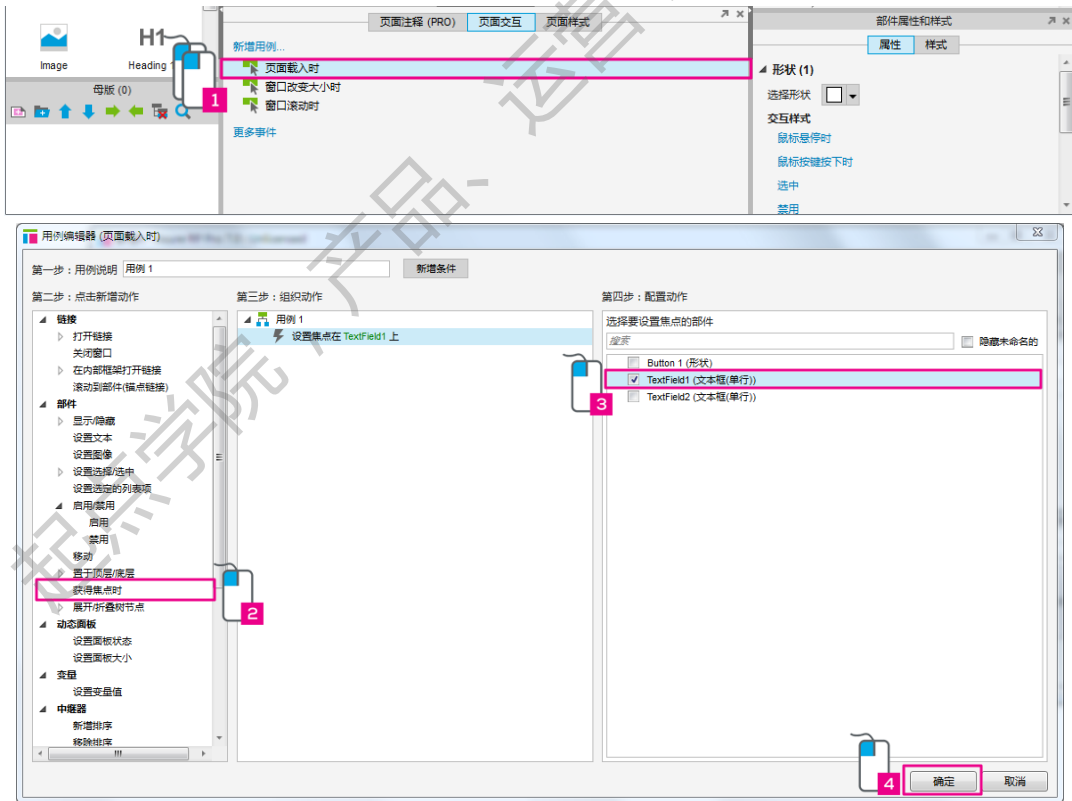 页面注释 (PRO) 页面交互 页面样式
部件属性和样式
H1
Image
Heading
新增用例...
属性 样式
页面载入时
形状 (1)
母版 (0)
1
窗口改变大小时
选择形状
窗口滚动时
交互样式
更多事件
鼠标悬停时
鼠标按键按下时
选中
禁用
用例编辑器 (页面载入时)
第一步：用例说明 用例 1 新增条件
第二步：点击新增动作
第三步：组织动作
第四步：配置动作
链接
打开链接
关闭窗口
在内部框架打开链接
滚动到部件(锚点链接)
部件
显示/隐藏
设置文本
设置图像
设置选择/选中
设置选定的列表项
启用/禁用
启用
禁用
移动
置于顶层/底层
获得焦点时
2
展开/折叠树节点
动态面板
设置面板状态
设置面板大小
变量
设置变量值
中继器
新增排序
移除排序
用例 1
设置焦点在 TextField1 上
选择要设置焦点的部件
搜索 隐藏未命名的
Button 1 (形状)
TextField1 (文本框(单行))
3
TextField2 (文本框(单行))
4
确定 取消
起点学院，产品、运营